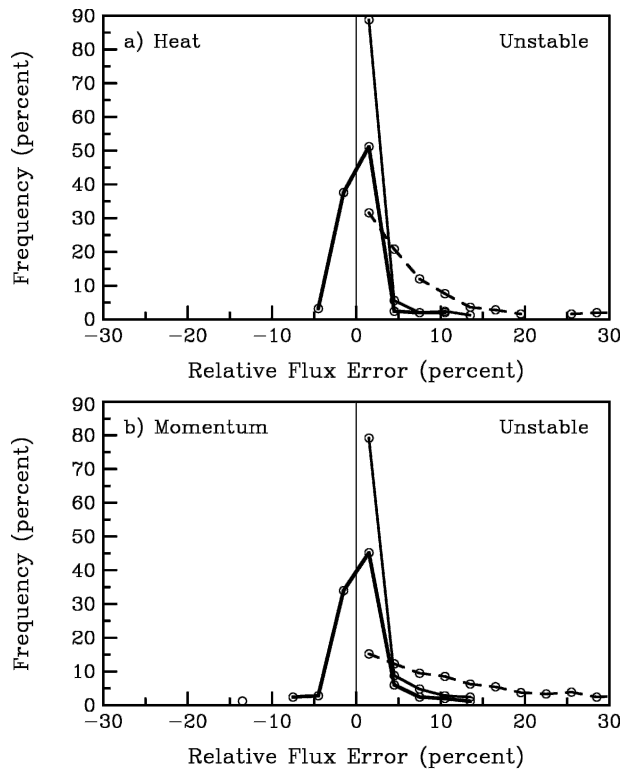 a) Heat Unstable
Frequency (percent)
90
80
70
60
50
40
30
20
10
0
−30 −20 −10 0 10 20 30
Relative Flux Error (percent)
b) Momentum Unstable
Frequency (percent)
90
80
70
60
50
40
30
20
10
0
−30 −20 −10 0 10 20 30
Relative Flux Error (percent)